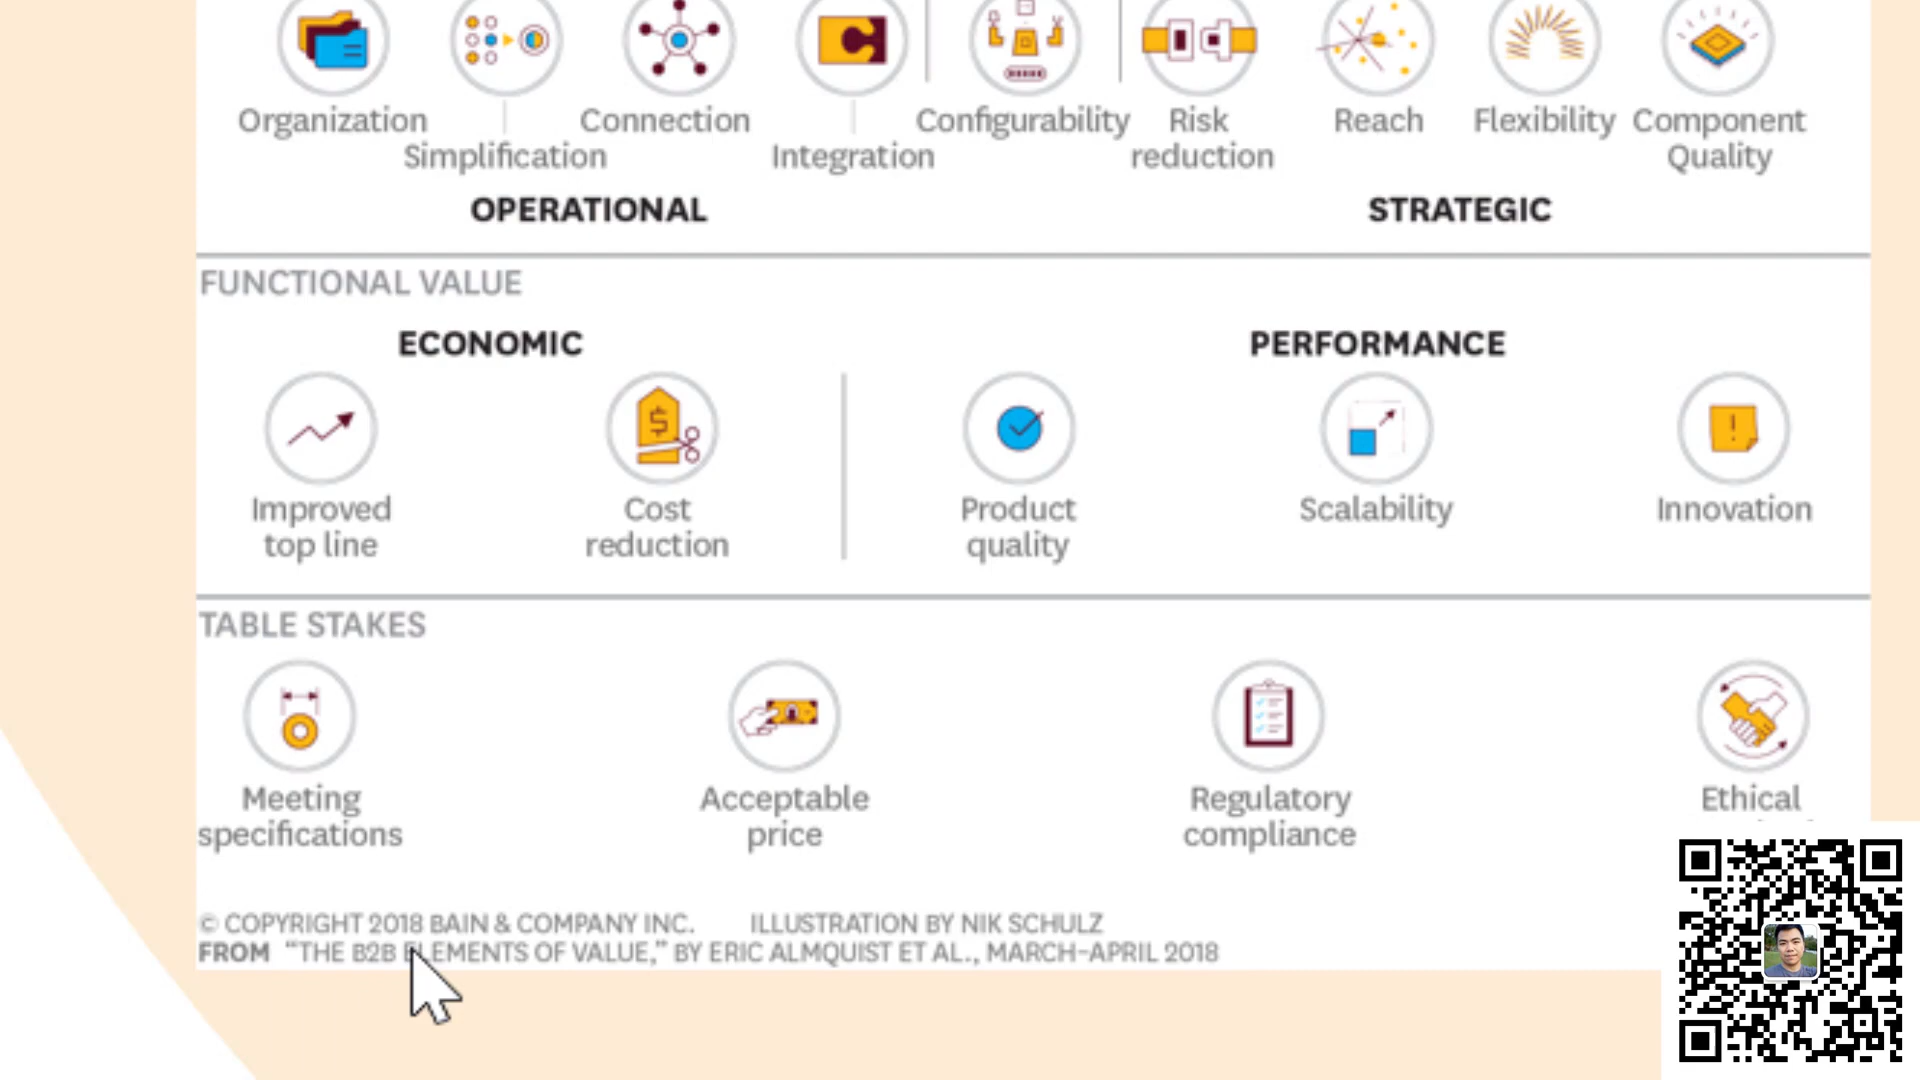 Organization
Simplification
Connection
Integration
Configurability
Risk
reduction
Reach
Flexibility
Component
Quality
OPERATIONAL
STRATEGIC
FUNCTIONAL VALUE
ECONOMIC
PERFORMANCE
Improved
top line
Cost
reduction
Product
quality
Scalability
Innovation
TABLE STAKES
Meeting
specifications
Acceptable
price
Regulatory
compliance
Ethical
© COPYRIGHT 2018 BAIN & COMPANY INC. ILLUSTRATION BY NIK SCHULZ
FROM “THE B2B ELEMENTS OF VALUE,” BY ERIC ALMQUIST ET AL., MARCH–APRIL 2018